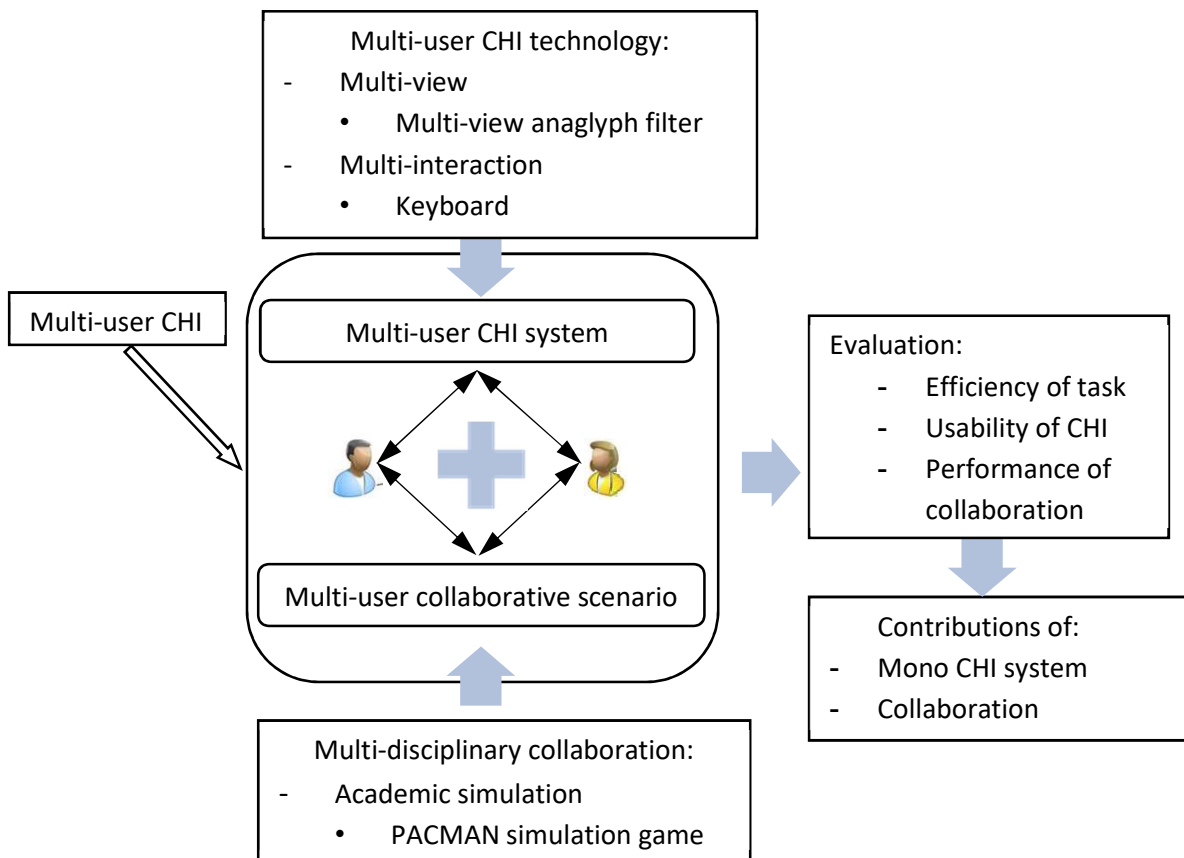 Multi-user CHI technology:
- Multi-view
• Multi-view anaglyph filter
- Multi-interaction
• Keyboard
Multi-user CHI
Multi-user CHI system
Multi-user collaborative scenario
Multi-disciplinary collaboration:
- Academic simulation
• PACMAN simulation game
Evaluation:
- Efficiency of task
- Usability of CHI
- Performance of
collaboration
Contributions of:
- Mono CHI system
- Collaboration